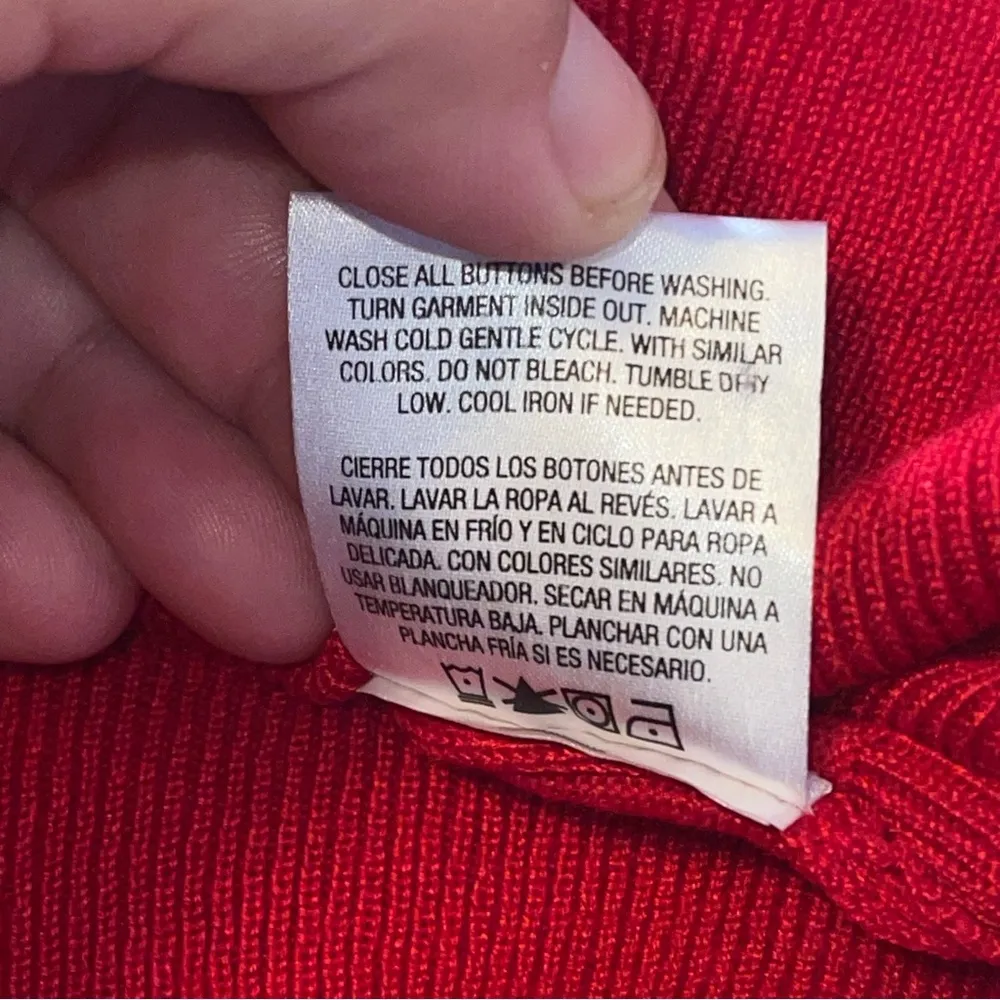 CLOSE ALL BUTTONS BEFORE WASHING.
TURN GARMENT INSIDE OUT. MACHINE
WASH COLD GENTLE CYCLE. WITH SIMILAR
COLORS. DO NOT BLEACH. TUMBLE DRY
LOW. COOL IRON IF NEEDED.
CIERRE TODOS LOS BOTONES ANTES DE
LAVAR. LAVAR LA ROPA AL REVÉS. LAVAR A
MÁQUINA EN FRÍO Y EN CICLO PARA ROPA
DELICADA. CON COLORES SIMILARES. NO
USAR BLANQUEADOR. SECAR EN MÁQUINA A
TEMPERATURA BAJA. PLANCHAR CON UNA
PLANCHA FRÍA SI ES NECESARIO.